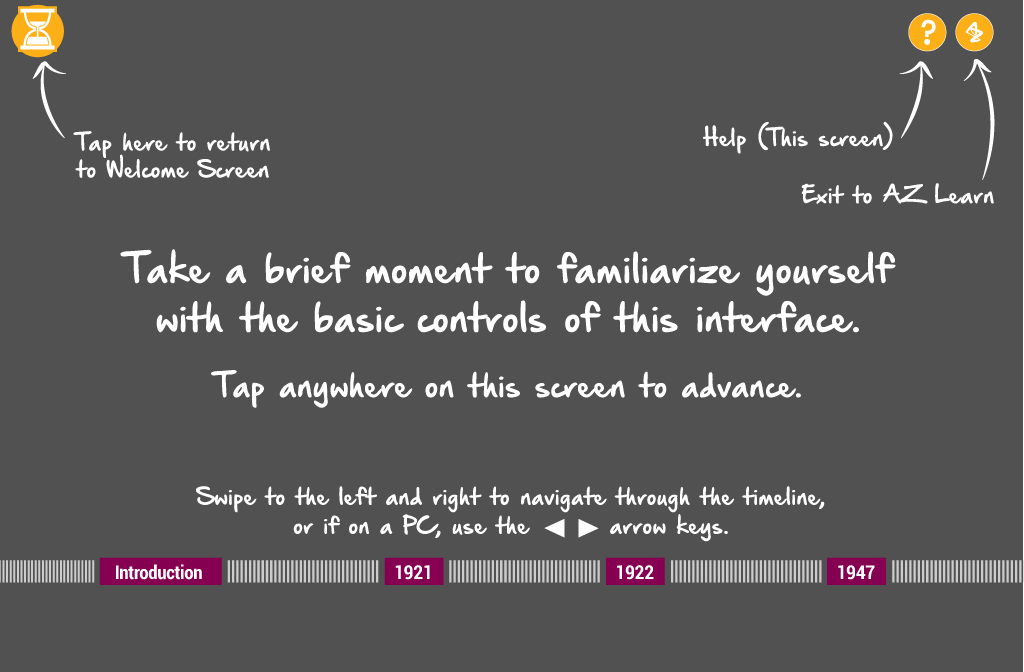 ?
Tap here to return
to Welcome Screen
Help (This screen)
Exit to AZ Learn
Take a brief moment to familiarize yourself
with the basic controls of this interface.
Tap anywhere on this screen to advance.
Swipe to the left and right to navigate through the timeline,
or if on a PC, use the ◀ ▶ arrow keys.
Introduction 1921 1922 1947